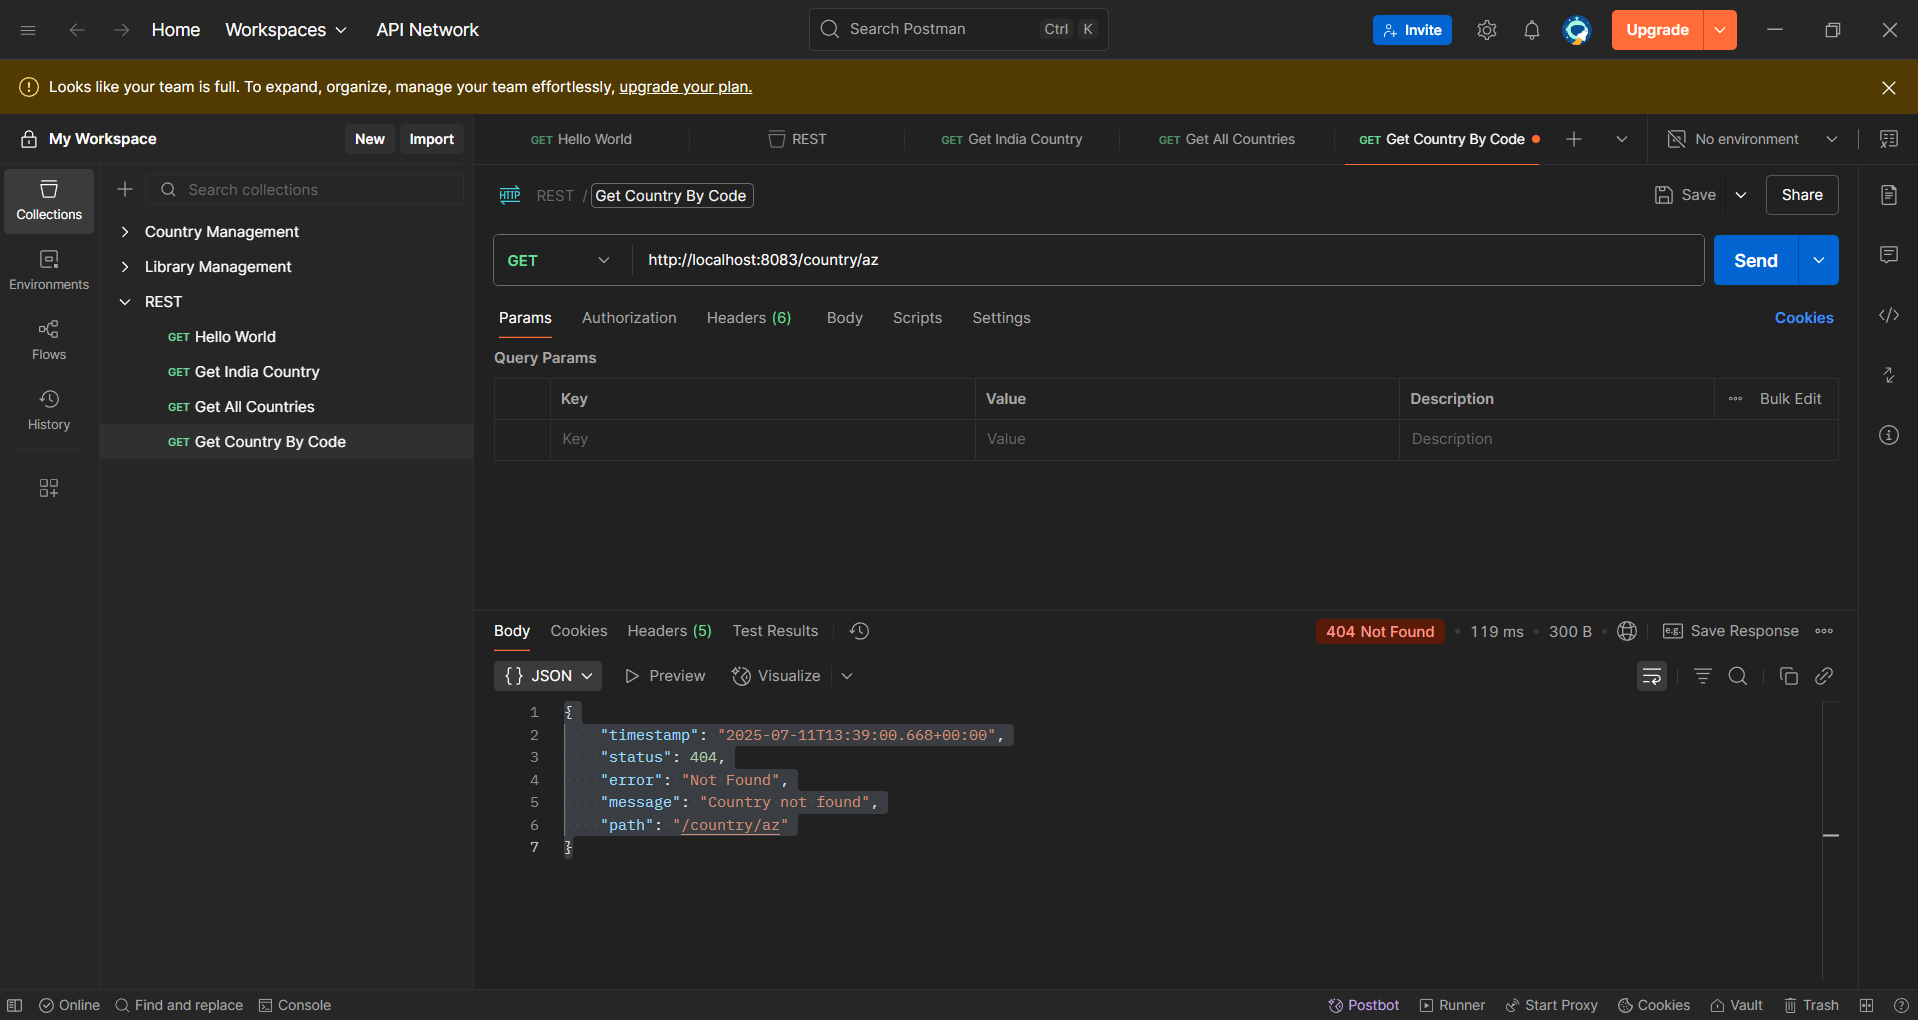 Home Workspaces API Network Search Postman Ctrl K Invite Upgrade
Looks like your team is full. To expand, organize, manage your team effortlessly, upgrade your plan.
My Workspace New Import
GET Hello World REST GET Get India Country GET Get All Countries GET Get Country By Code No environment
Collections
Environments
Flows
History
Search collections
Country Management
Library Management
REST
GET Hello World
GET Get India Country
GET Get All Countries
GET Get Country By Code
HTTP REST / Get Country By Code Save Share
GET http://localhost:8083/country/az Send
Params Authorization Headers (6) Body Scripts Settings Cookies
Query Params
Key Value Description Bulk Edit
Key Value Description
Body Cookies Headers (5) Test Results 404 Not Found 119 ms 300 B e.g. Save Response
{} JSON Preview Visualize
1 {
2 "timestamp": "2025-07-11T13:39:00.668+00:00",
3 "status": 404,
4 "error": "Not Found",
5 "message": "Country not found",
6 "path": "/country/az"
7 }
Online Find and replace Console Postbot Runner Start Proxy Cookies Vault Trash